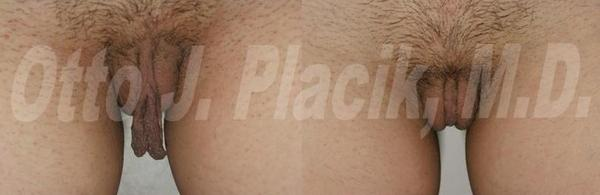 Otto J. Placik, M.D.